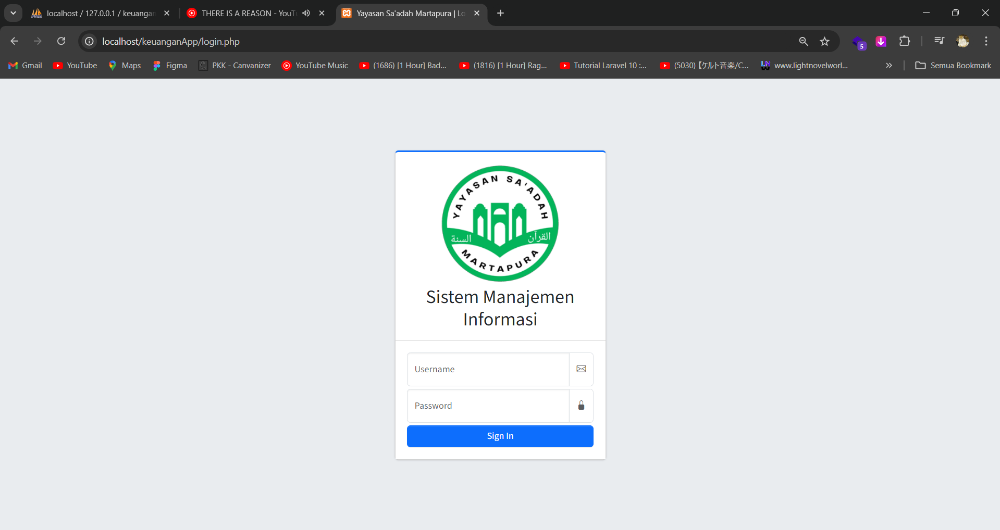 localhost / 127.0.0.1 / keuangan
THERE IS A REASON - YouTu
Yayasan Sa'adah Martapura | Lo
localhost/keuanganApp/login.php
5
Gmail
YouTube
Maps
Figma
PKK - Canvanizer
YouTube Music
(1686) [1 Hour] Bad...
(1816) [1 Hour] Rag...
Tutorial Laravel 10 :...
(5030)【ケルト音楽/C...
www.lightnovelworl...
Semua Bookmark
YAYASAN SA'ADAH
السنة
القرآن
MARTAPURA
Sistem Manajemen
Informasi
Username
Password
Sign In